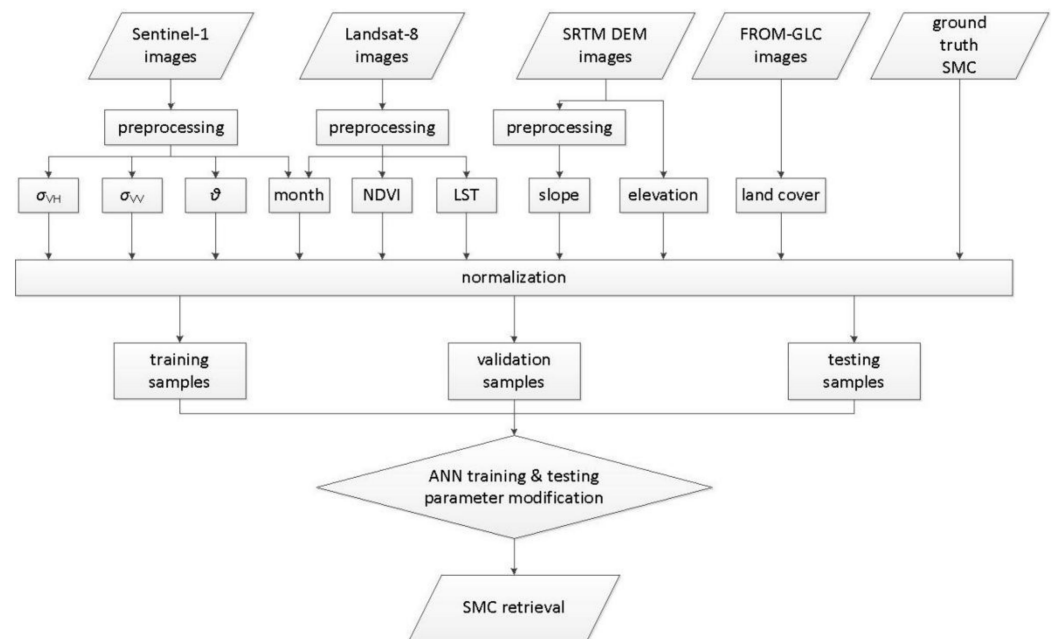 Sentinel-1
images
Landsat-8
images
SRTM DEM
images
FROM-GLC
images
ground
truth
SMC
preprocessing
preprocessing
preprocessing
σVH
σVV
ϑ
month
NDVI
LST
slope
elevation
land cover
normalization
training
samples
validation
samples
testing
samples
ANN training & testing
parameter modification
SMC retrieval